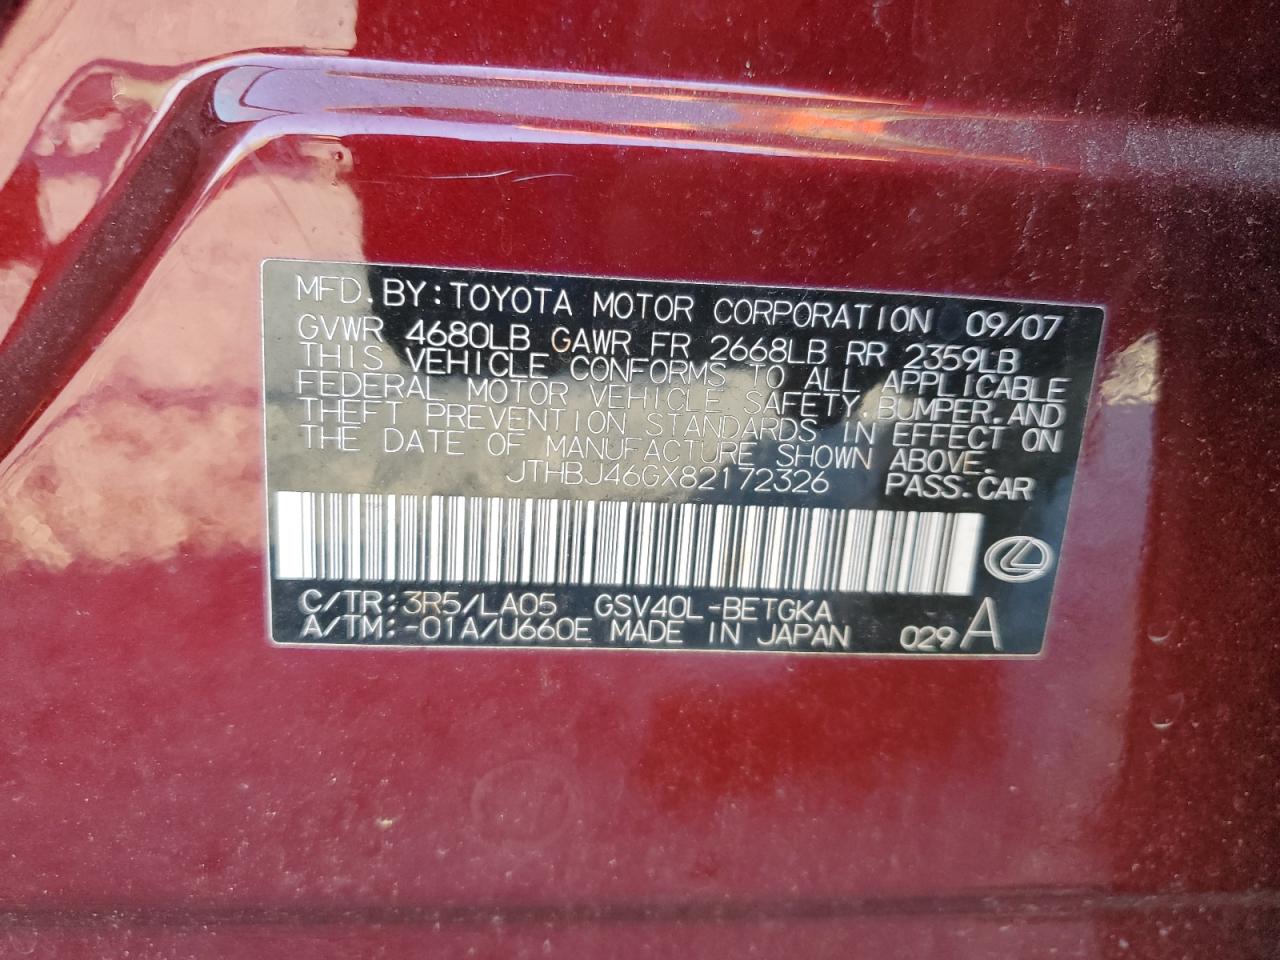 MFD. BY: TOYOTA MOTOR CORPORATION 09/07
GVWR 4680LB GAWR FR 2668LB RR 2359LB
THIS VEHICLE CONFORMS TO ALL APPLICABLE
FEDERAL MOTOR VEHICLE SAFETY, BUMPER, AND
THEFT PREVENTION STANDARDS IN EFFECT ON
THE DATE OF MANUFACTURE SHOWN ABOVE.
JTHBJ46GX82172326 PASS. CAR
C/TR: 3R5/LA05 GSV40L-BETGKA
A/TM: -01A/U660E MADE IN JAPAN 029 A